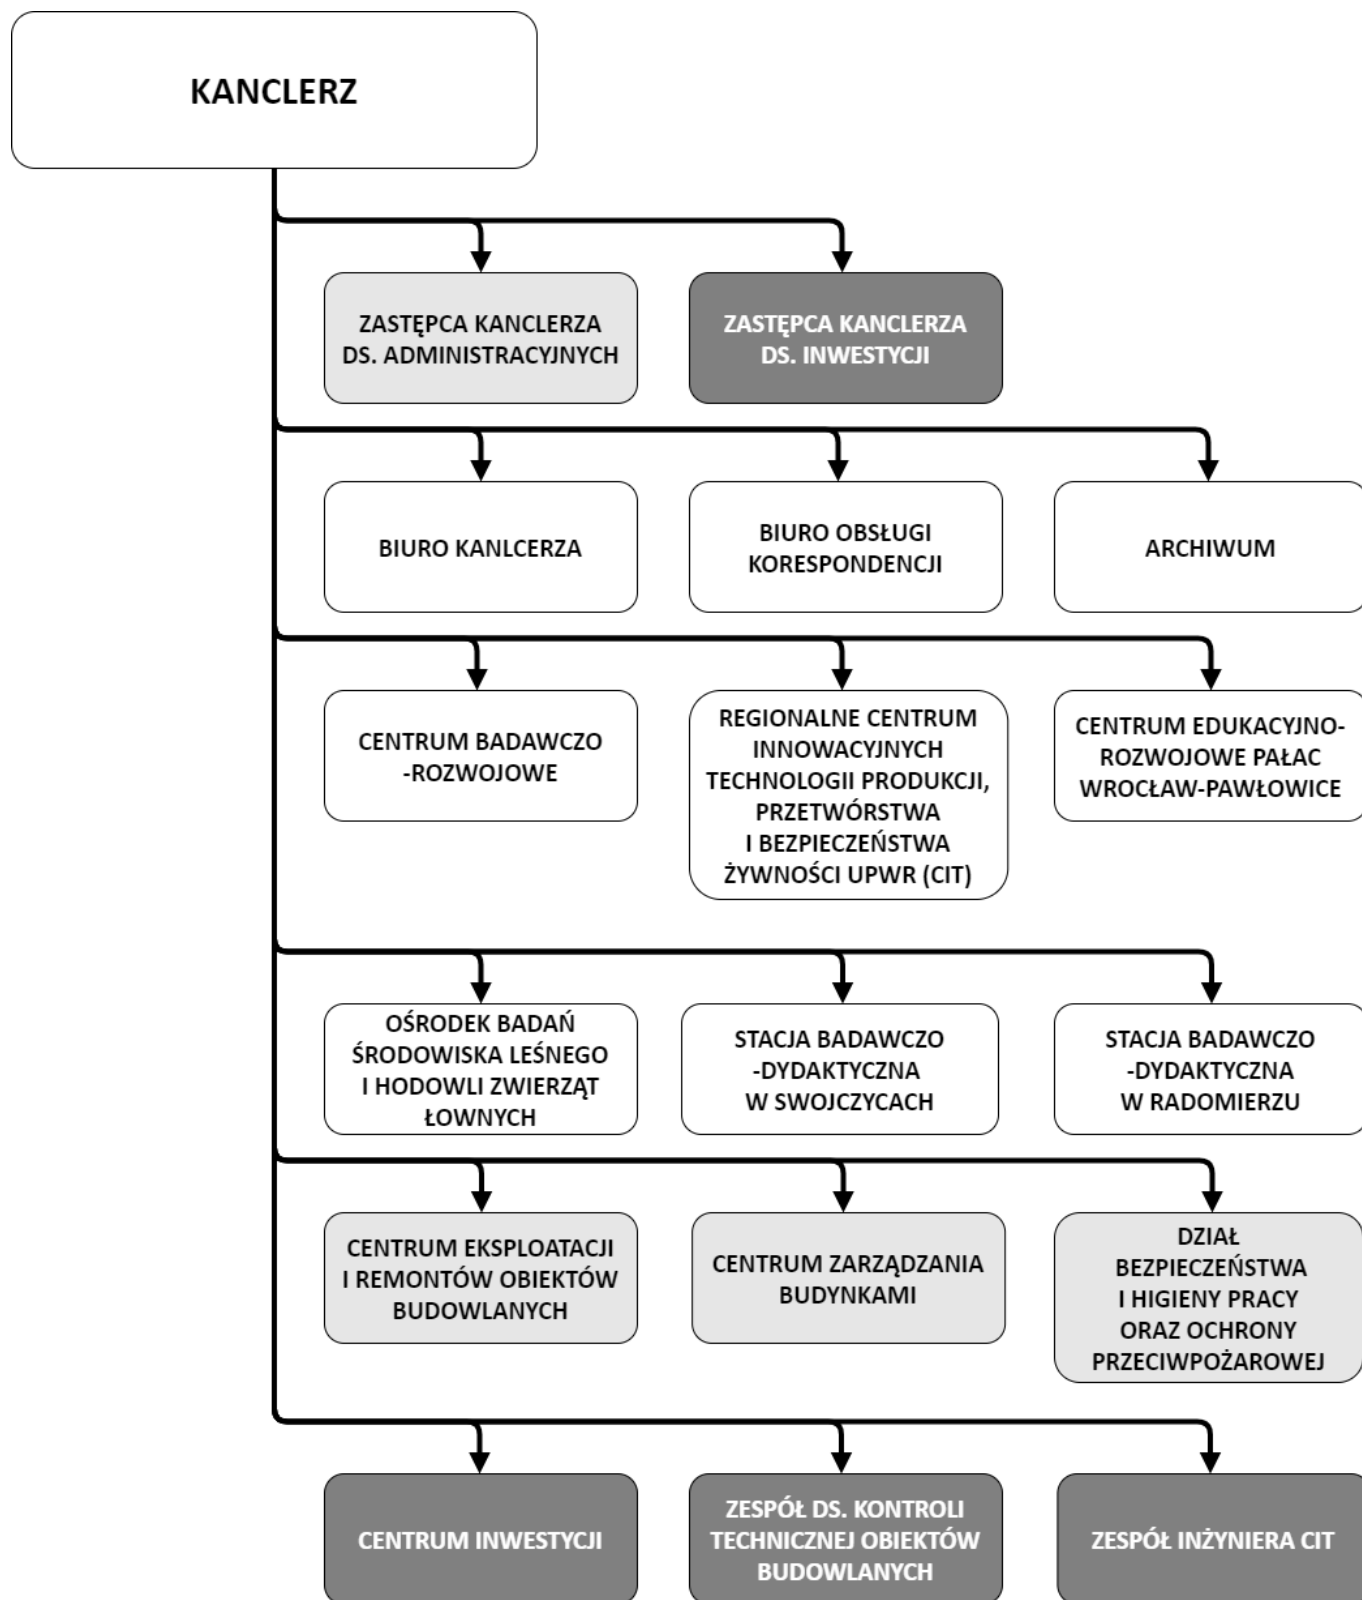 KANCLERZ
ZASTĘPCA KANCLERZA
DS. ADMINISTRACYJNYCH
ZASTĘPCA KANCLERZA
DS. INWESTYCJI
BIURO KANLCERZA
BIURO OBSŁUGI
KORESPONDENCJI
ARCHIWUM
CENTRUM BADAWCZO
-ROZWOJOWE
REGIONALNE CENTRUM
INNOWACYJNYCH
TECHNOLOGII PRODUKCJI,
PRZETWÓRSTWA
I BEZPIECZEŃSTWA
ŻYWNOŚCI UPWR (CIT)
CENTRUM EDUKACYJNO-
ROZWOJOWE PAŁAC
WROCŁAW-PAWŁOWICE
OŚRODEK BADAŃ
ŚRODOWISKA LEŚNEGO
I HODOWLI ZWIERZĄT
ŁOWNYCH
STACJA BADAWCZO
-DYDAKTYCZNA
W SWOJCZYCACH
STACJA BADAWCZO
-DYDAKTYCZNA
W RADOMIERZU
CENTRUM EKSPLOATACJI
I REMONTÓW OBIEKTÓW
BUDOWLANYCH
CENTRUM ZARZĄDZANIA
BUDYNKAMI
DZIAŁ
BEZPIECZEŃSTWA
I HIGIENY PRACY
ORAZ OCHRONY
PRZECIWPOŻAROWEJ
CENTRUM INWESTYCJI
ZESPÓŁ DS. KONTROLI
TECHNICZNEJ OBIEKTÓW
BUDOWLANYCH
ZESPÓŁ INŻYNIERA CIT